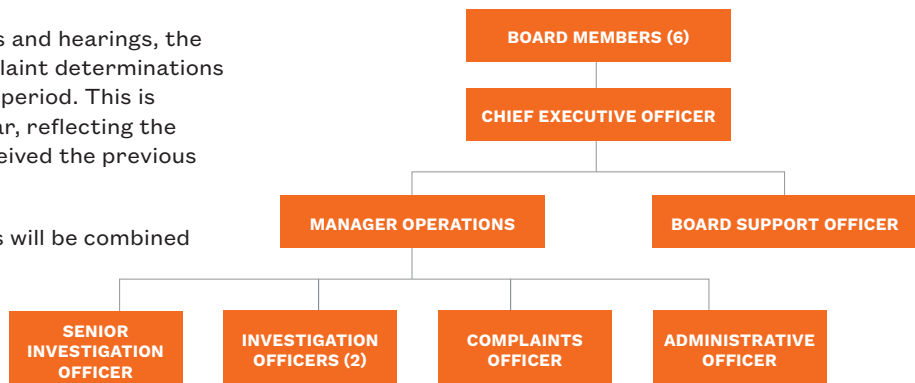 s and hearings, the
laint determinations
period. This is
ar, reflecting the
eived the previous
s will be combined
BOARD MEMBERS (6)
CHIEF EXECUTIVE OFFICER
MANAGER OPERATIONS
BOARD SUPPORT OFFICER
SENIOR
INVESTIGATION
OFFICER
INVESTIGATION
OFFICERS (2)
COMPLAINTS
OFFICER
ADMINISTRATIVE
OFFICER